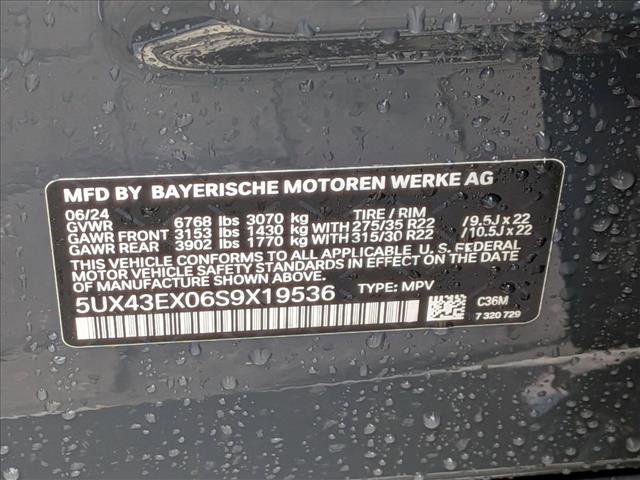 MFD BY BAYERISCHE MOTOREN WERKE AG
06/24 TIRE / RIM
GVWR 6768 lbs 3070 kg
GAWR FRONT 3153 lbs 1430 kg WITH 275/35 R22 / 9.5J x 22
GAWR REAR 3902 lbs 1770 kg WITH 315/30 R22 / 10.5J x 22
THIS VEHICLE CONFORMS TO ALL APPLICABLE U. S. FEDERAL
MOTOR VEHICLE SAFETY STANDARDS IN EFFECT ON THE DATE
OF MANUFACTURE SHOWN ABOVE.
5UX43EX06S9X19536 TYPE: MPV
C36M
7 320 729